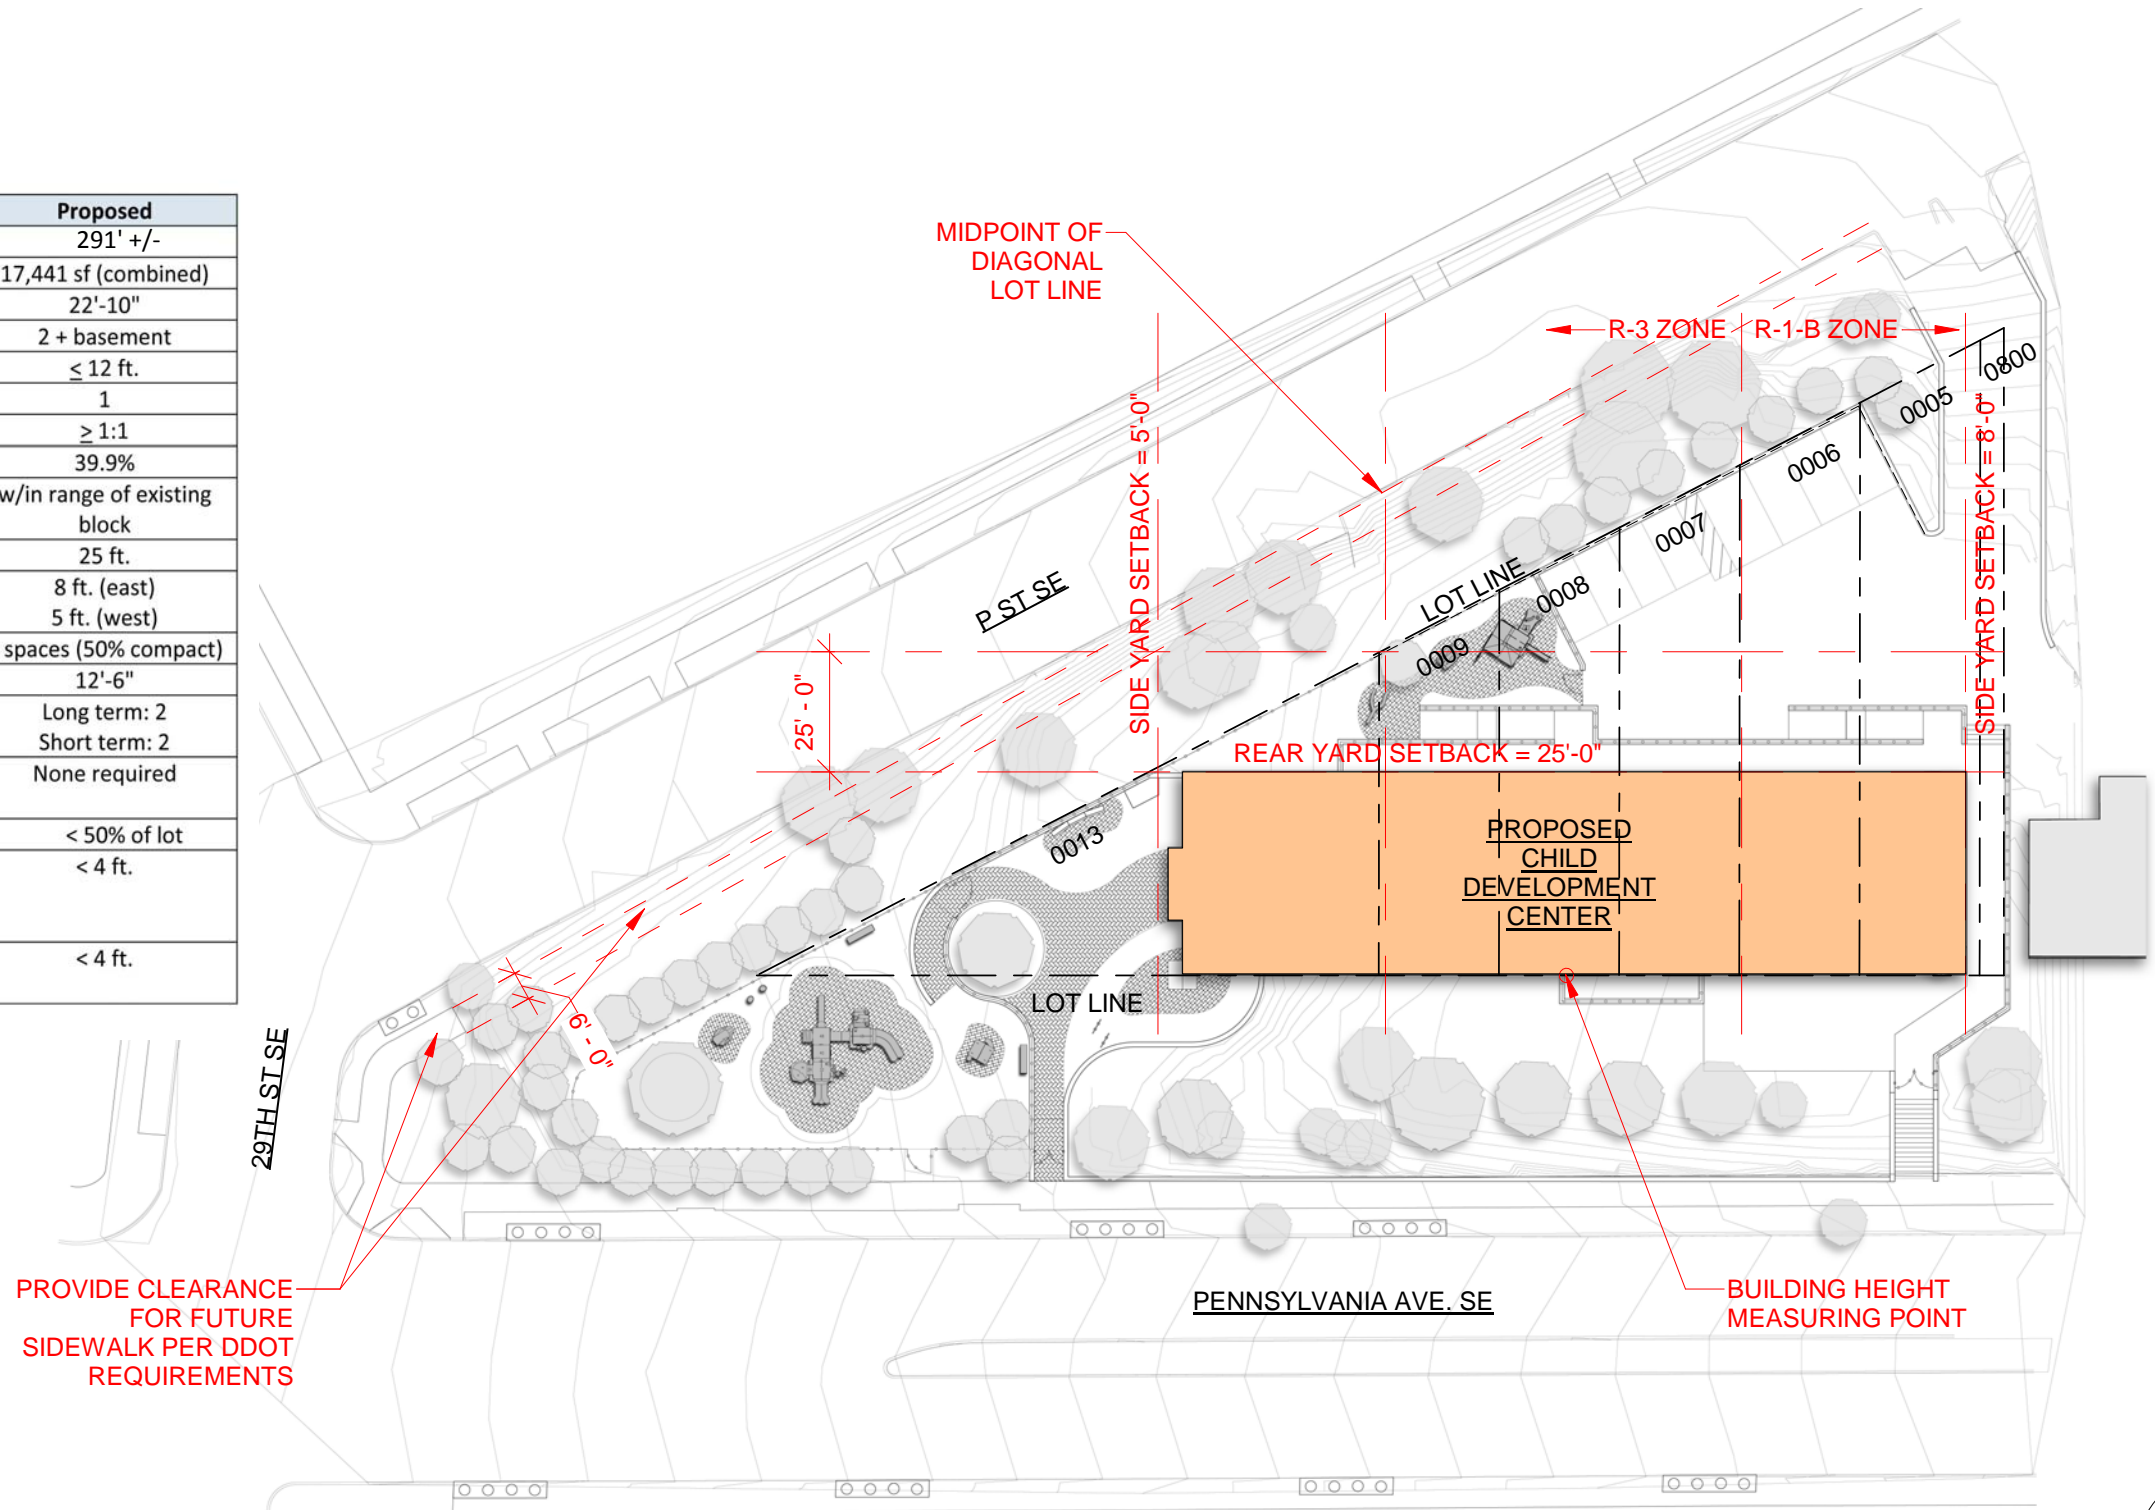 Proposed
291' +/-
17,441 sf (combined)
22'-10"
2 + basement
≤ 12 ft.
1
≥ 1:1
39.9%
w/in range of existing
block
25 ft.
8 ft. (east)
5 ft. (west)
spaces (50% compact)
12'-6"
Long term: 2
Short term: 2
None required
< 50% of lot
< 4 ft.
< 4 ft.
MIDPOINT OF
DIAGONAL
LOT LINE
R-3 ZONE
R-1-B ZONE
0800
0005
0006
0007
0008
0009
0013
LOT LINE
P ST SE
SIDE YARD SETBACK = 5'-0"
SIDE YARD SETBACK = 8'-0"
25' - 0"
REAR YARD SETBACK = 25'-0"
PROPOSED
CHILD
DEVELOPMENT
CENTER
LOT LINE
6' - 0"
29TH ST SE
PROVIDE CLEARANCE
FOR FUTURE
SIDEWALK PER DDOT
REQUIREMENTS
PENNSYLVANIA AVE. SE
BUILDING HEIGHT
MEASURING POINT